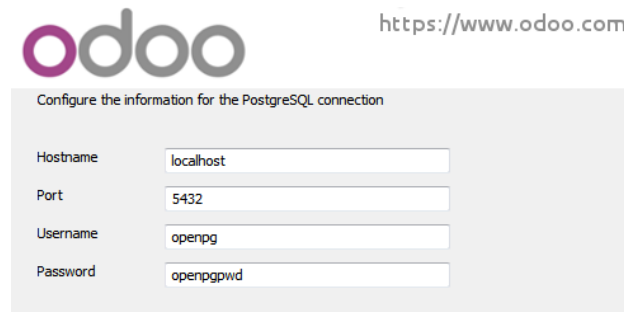 odoo
https://www.odoo.com
Configure the information for the PostgreSQL connection
Hostname localhost
Port 5432
Username openpg
Password openpgpwd